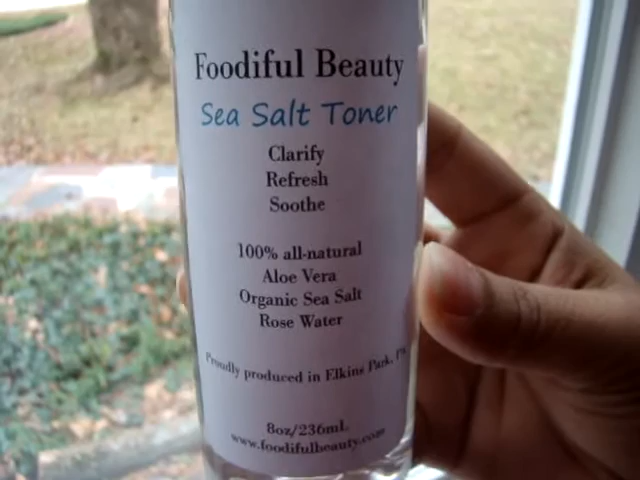 Foodiful Beauty
Sea Salt Toner
Clarify
Refresh
Soothe
100% all-natural
Aloe Vera
Organic Sea Salt
Rose Water
Proudly produced in Elkins Park, PA
8oz/236mL
www.foodifulbeauty.com